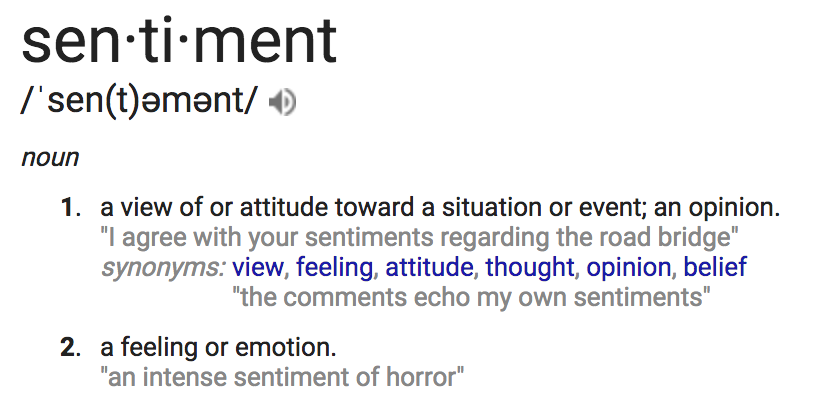 sen·ti·ment
/ˈsen(t)əmənt/
noun
1. a view of or attitude toward a situation or event; an opinion.
"I agree with your sentiments regarding the road bridge"
synonyms: view, feeling, attitude, thought, opinion, belief
"the comments echo my own sentiments"
2. a feeling or emotion.
"an intense sentiment of horror"